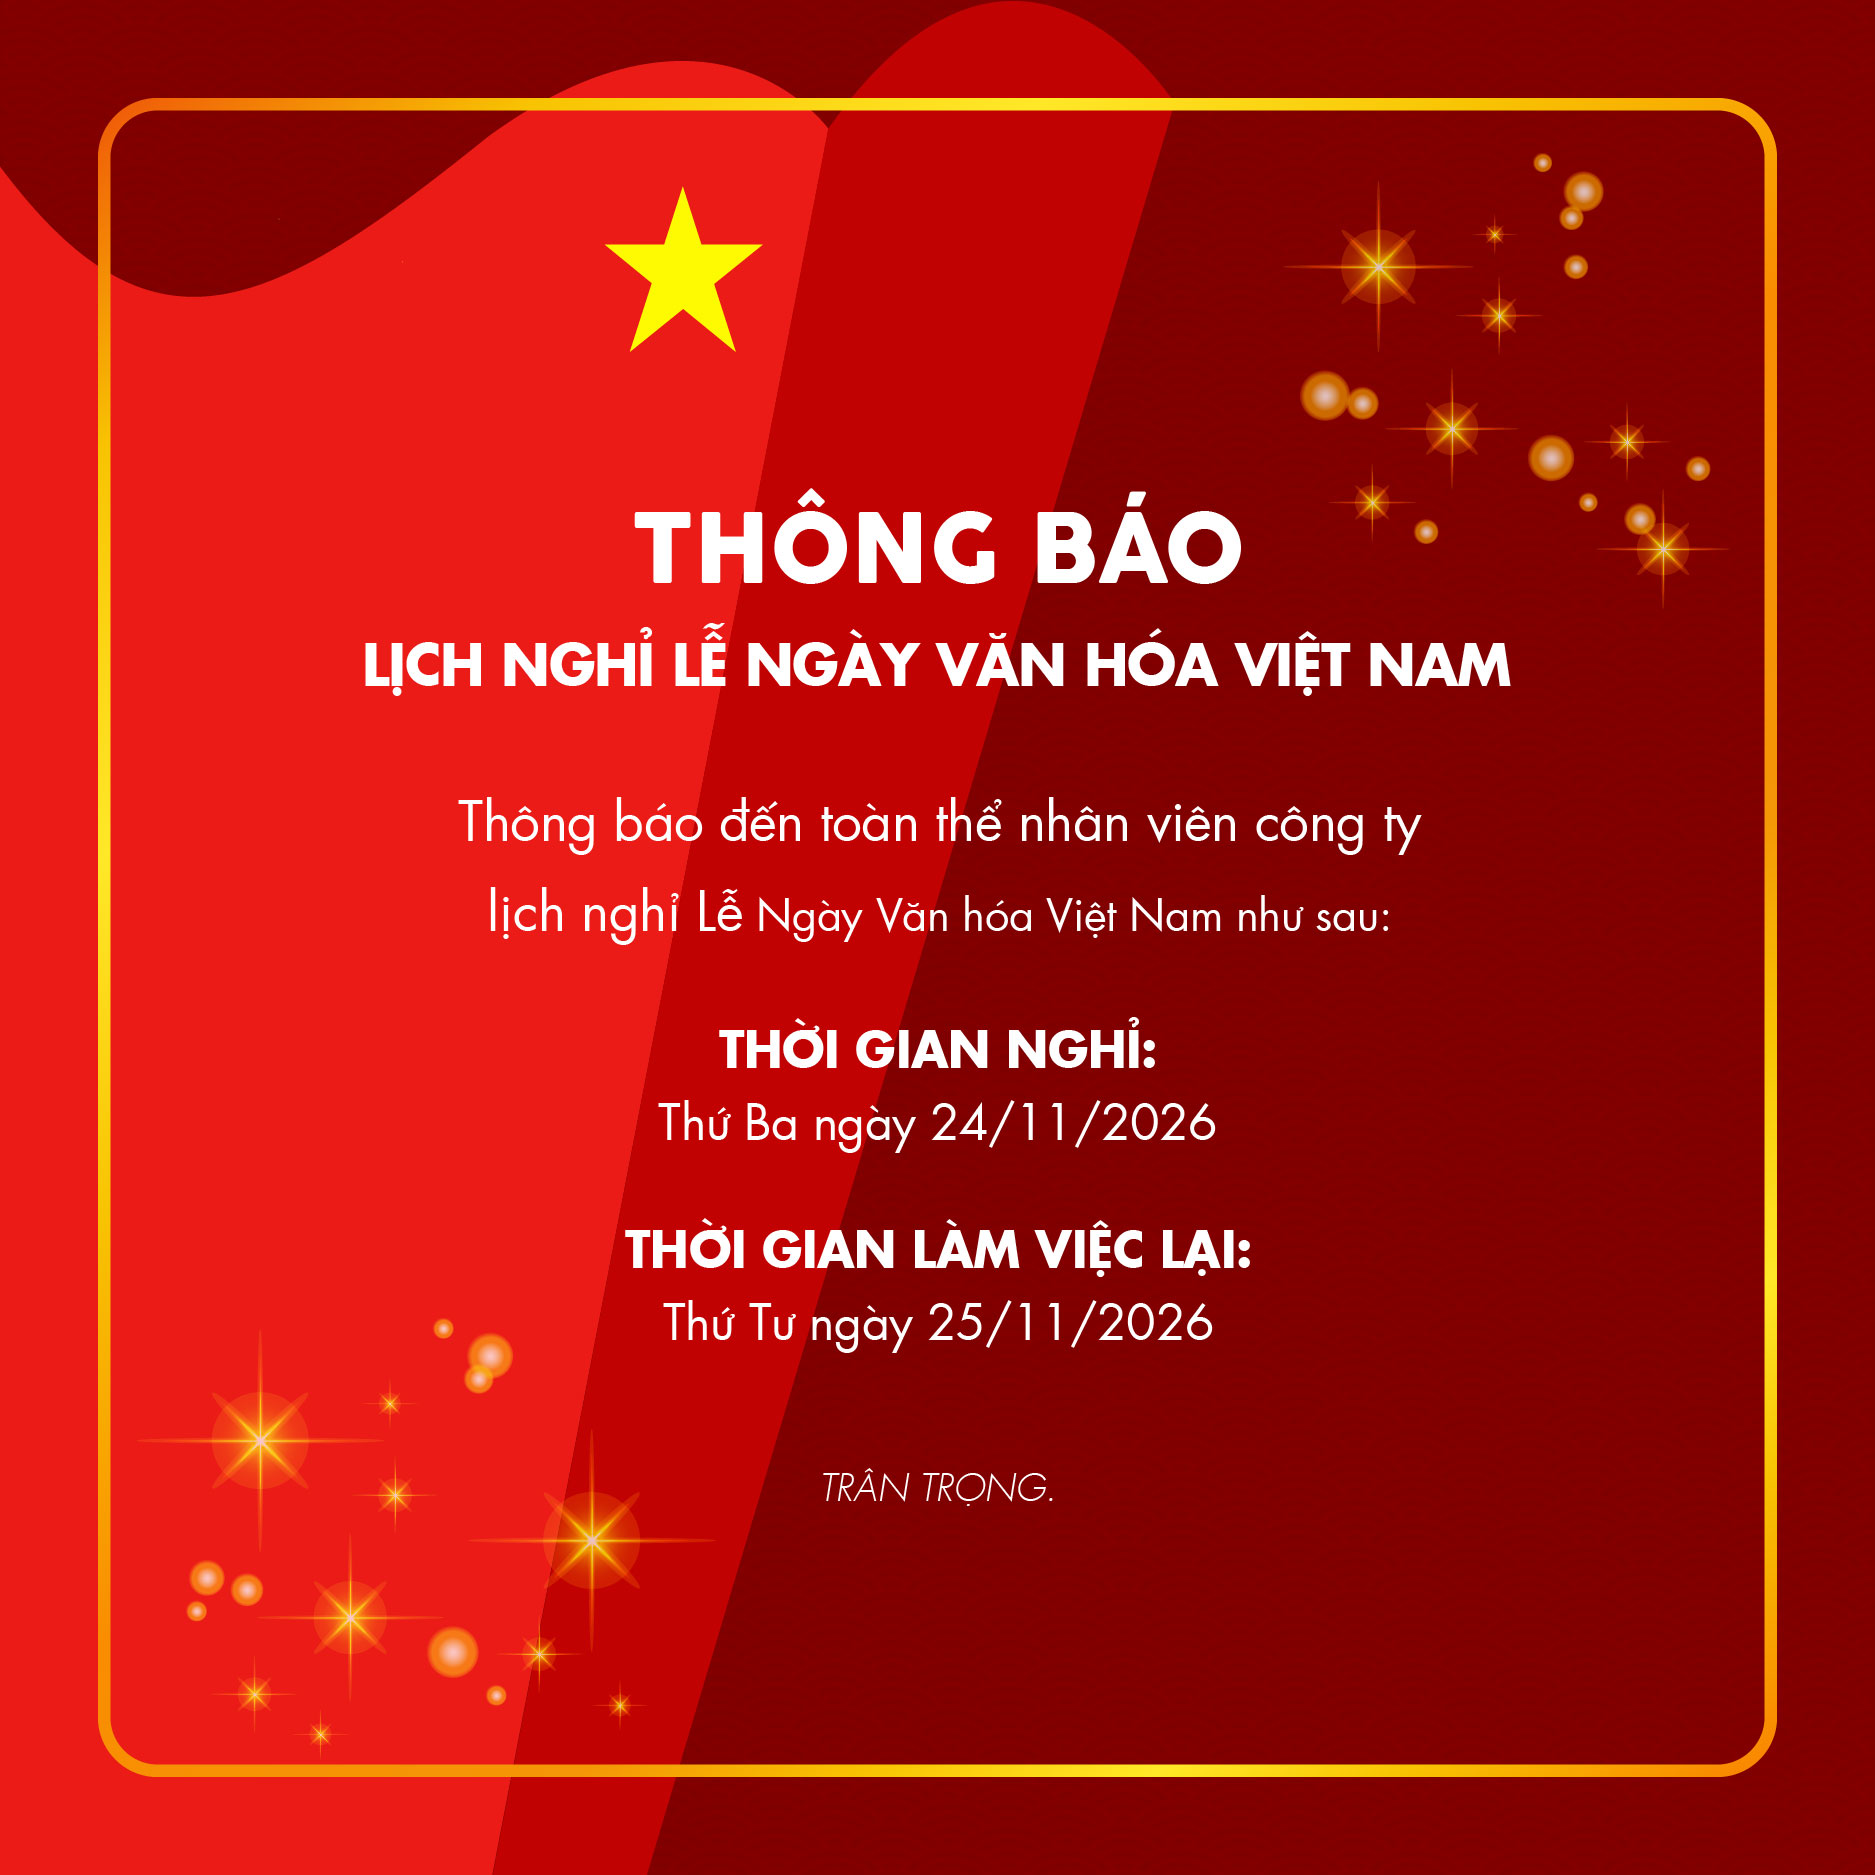 THÔNG BÁO
LỊCH NGHỈ LỄ NGÀY VĂN HÓA VIỆT NAM
Thông báo đến toàn thể nhân viên công ty
lịch nghỉ Lễ Ngày Văn hóa Việt Nam như sau:
THỜI GIAN NGHỈ:
Thứ Ba ngày 24/11/2026
THỜI GIAN LÀM VIỆC LẠI:
Thứ Tư ngày 25/11/2026
TRÂN TRỌNG.